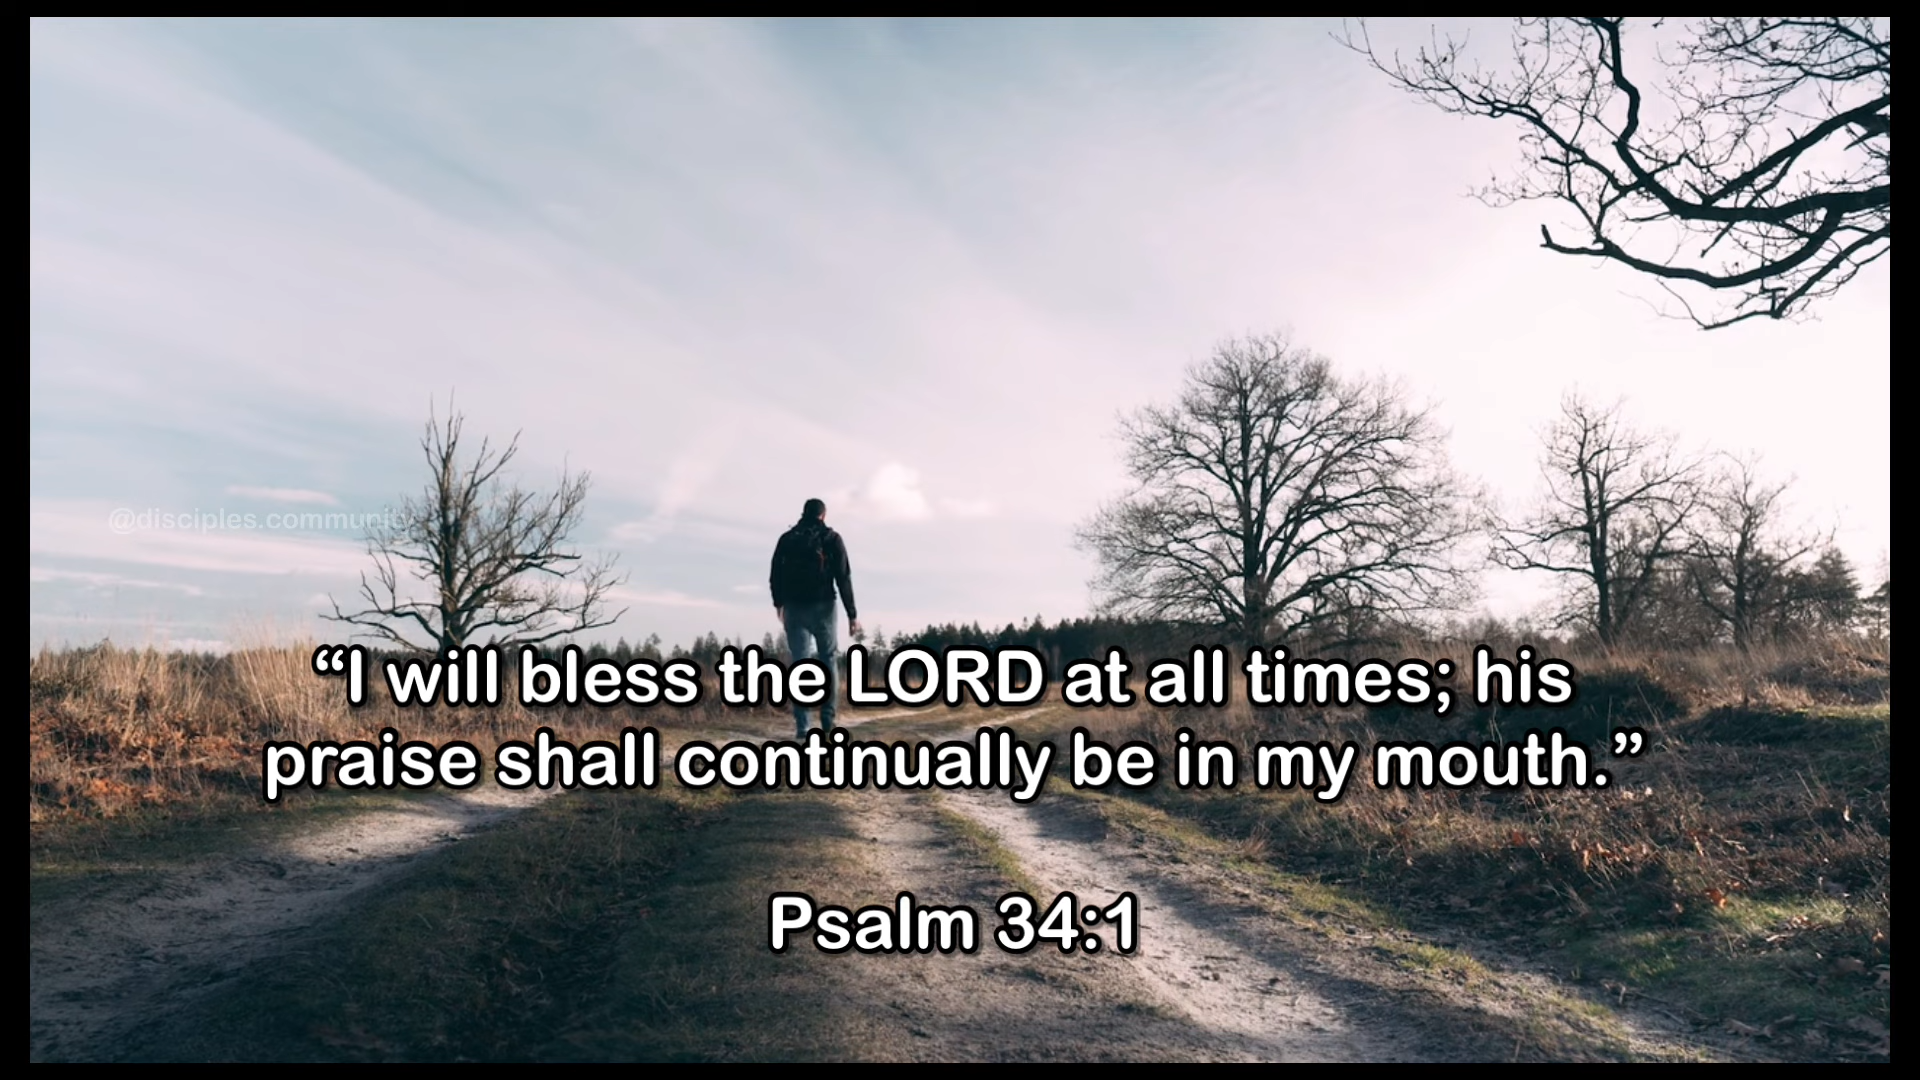 @disciples.community
“I will bless the LORD at all times; his
praise shall continually be in my mouth.”
Psalm 34:1